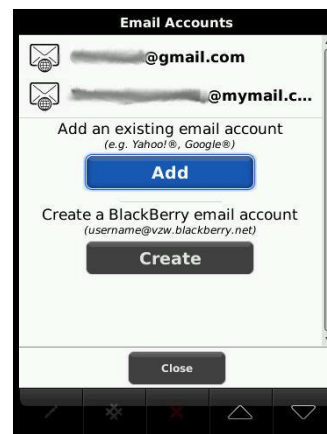 Email Accounts
@gmail.com
@mymail.c...
Add an existing email account
(e.g. Yahoo!®, Google®)
Add
Create a BlackBerry email account
(username@vzw.blackberry.net)
Create
Close